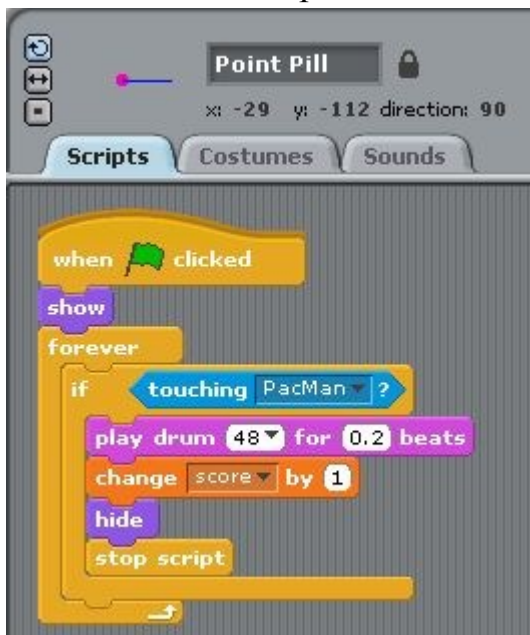 Point Pill
x: -29 y: -112 direction: 90
Scripts Costumes Sounds
when clicked
show
forever
if touching PacMan ?
play drum 48 for 0.2 beats
change score by 1
hide
stop script